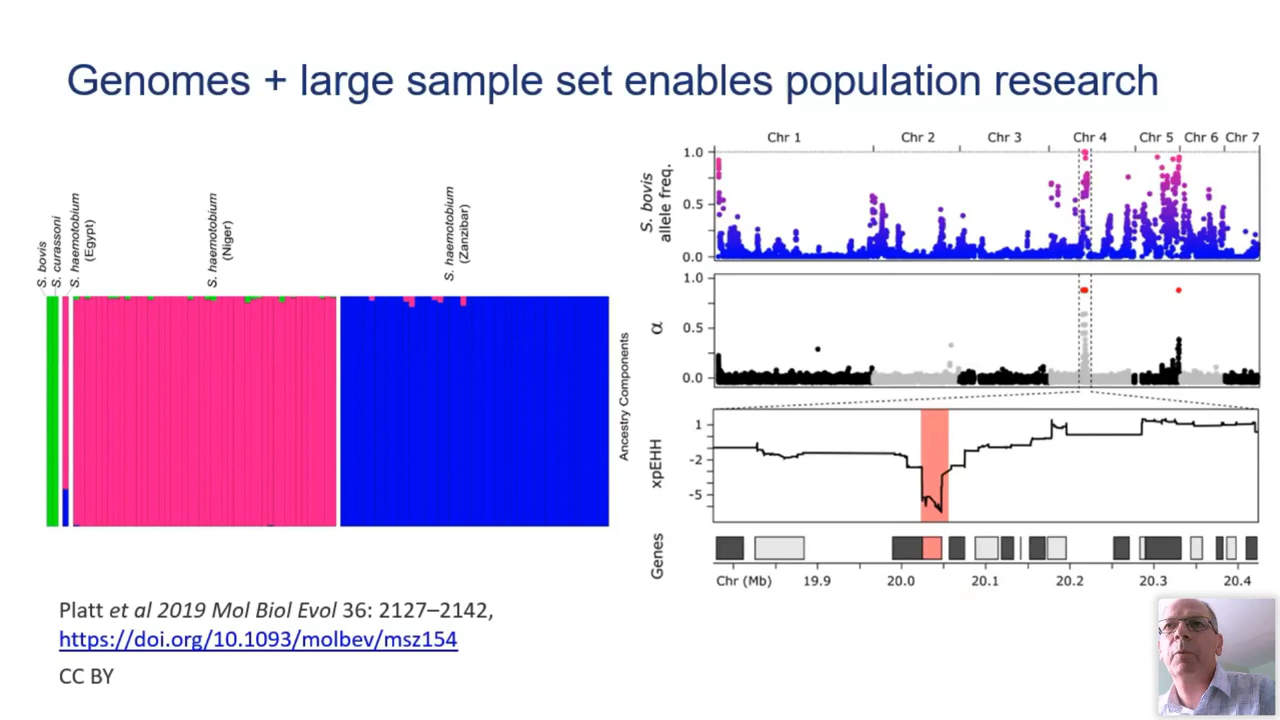 Genomes + large sample set enables population research
S. bovis
S. curassoni
S. haemotobium
(Egypt)
S. haemotobium
(Niger)
S. haemotobium
(Zanzibar)
Ancestry Components
Chr 1 Chr 2 Chr 3 Chr 4 Chr 5 Chr 6 Chr 7
S. bovis
allele freq.
1.0
0.5
0.0
α
1.0
0.5
0.0
xpEHH
1
-2
-5
Genes
Chr (Mb) 19.9 20.0 20.1 20.2 20.3 20.4
Platt et al 2019 Mol Biol Evol 36: 2127–2142,
https://doi.org/10.1093/molbev/msz154
CC BY